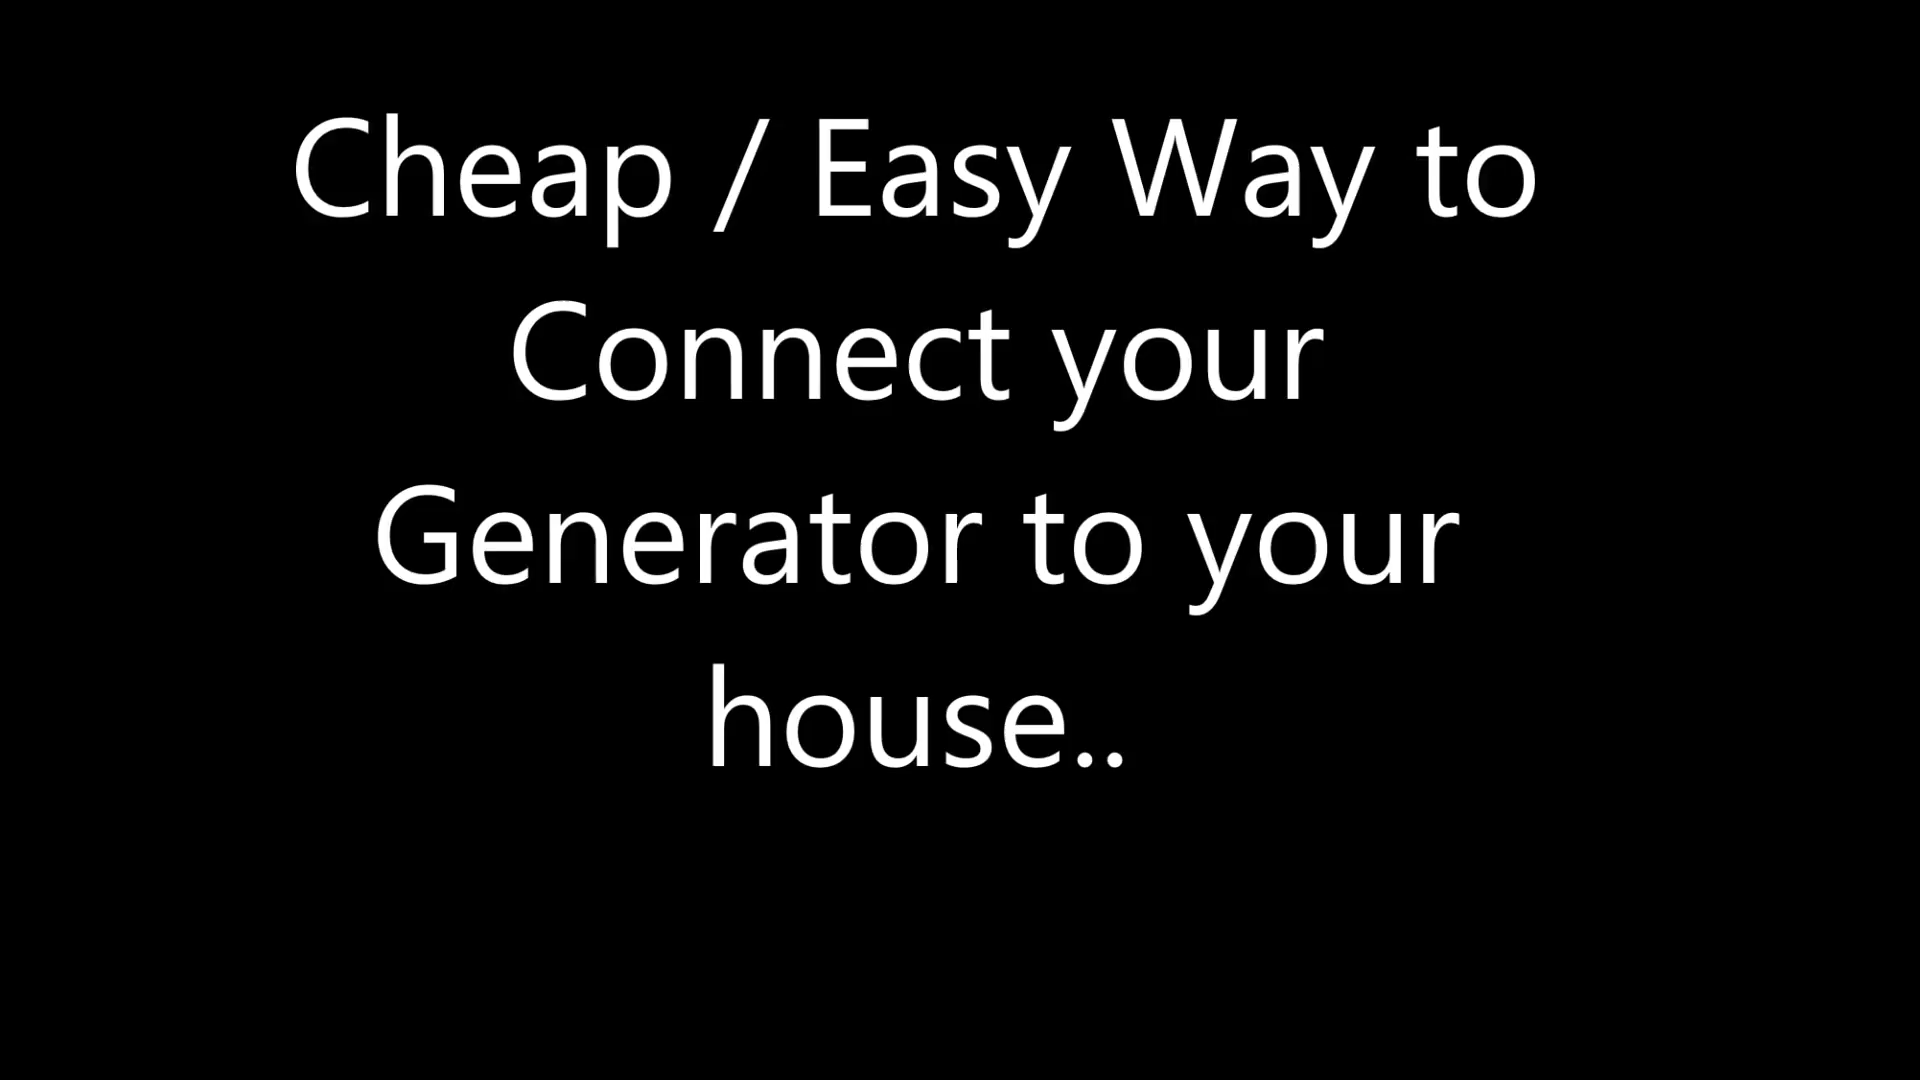 Cheap / Easy Way to
Connect your
Generator to your
house..